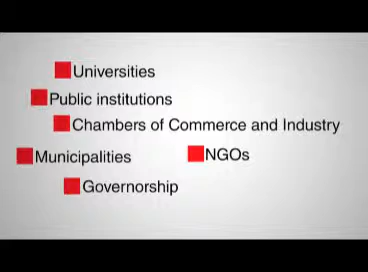 Universities
Public institutions
Chambers of Commerce and Industry
Municipalities
NGOs
Governorship